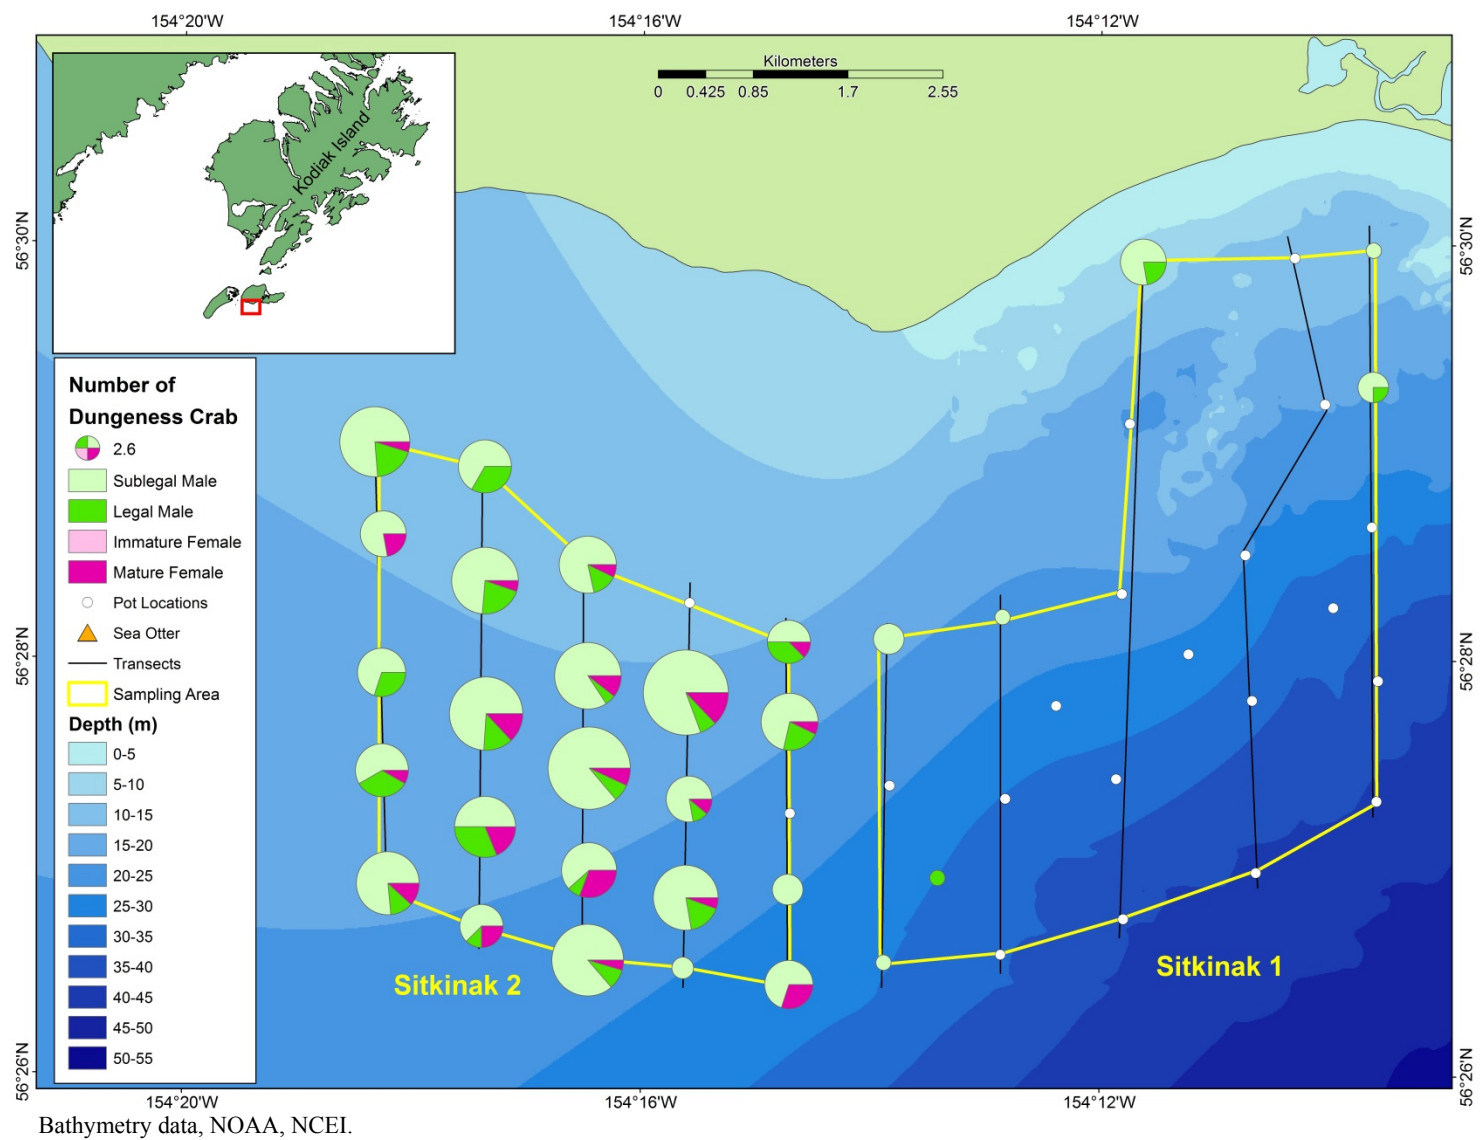 154°20'W 154°16'W 154°12'W
Kilometers
0 0.425 0.85 1.7 2.55
Kodiak Island
56°30'N 56°30'N
Number of
Dungeness Crab
2.6
Sublegal Male
Legal Male
Immature Female
Mature Female
Pot Locations
Sea Otter
Transects
Sampling Area
Depth (m)
0-5
5-10
10-15
15-20
20-25
25-30
30-35
35-40
40-45
45-50
50-55
56°28'N 56°28'N
Sitkinak 2
Sitkinak 1
56°26'N 56°26'N
154°20'W 154°16'W 154°12'W
Bathymetry data, NOAA, NCEI.